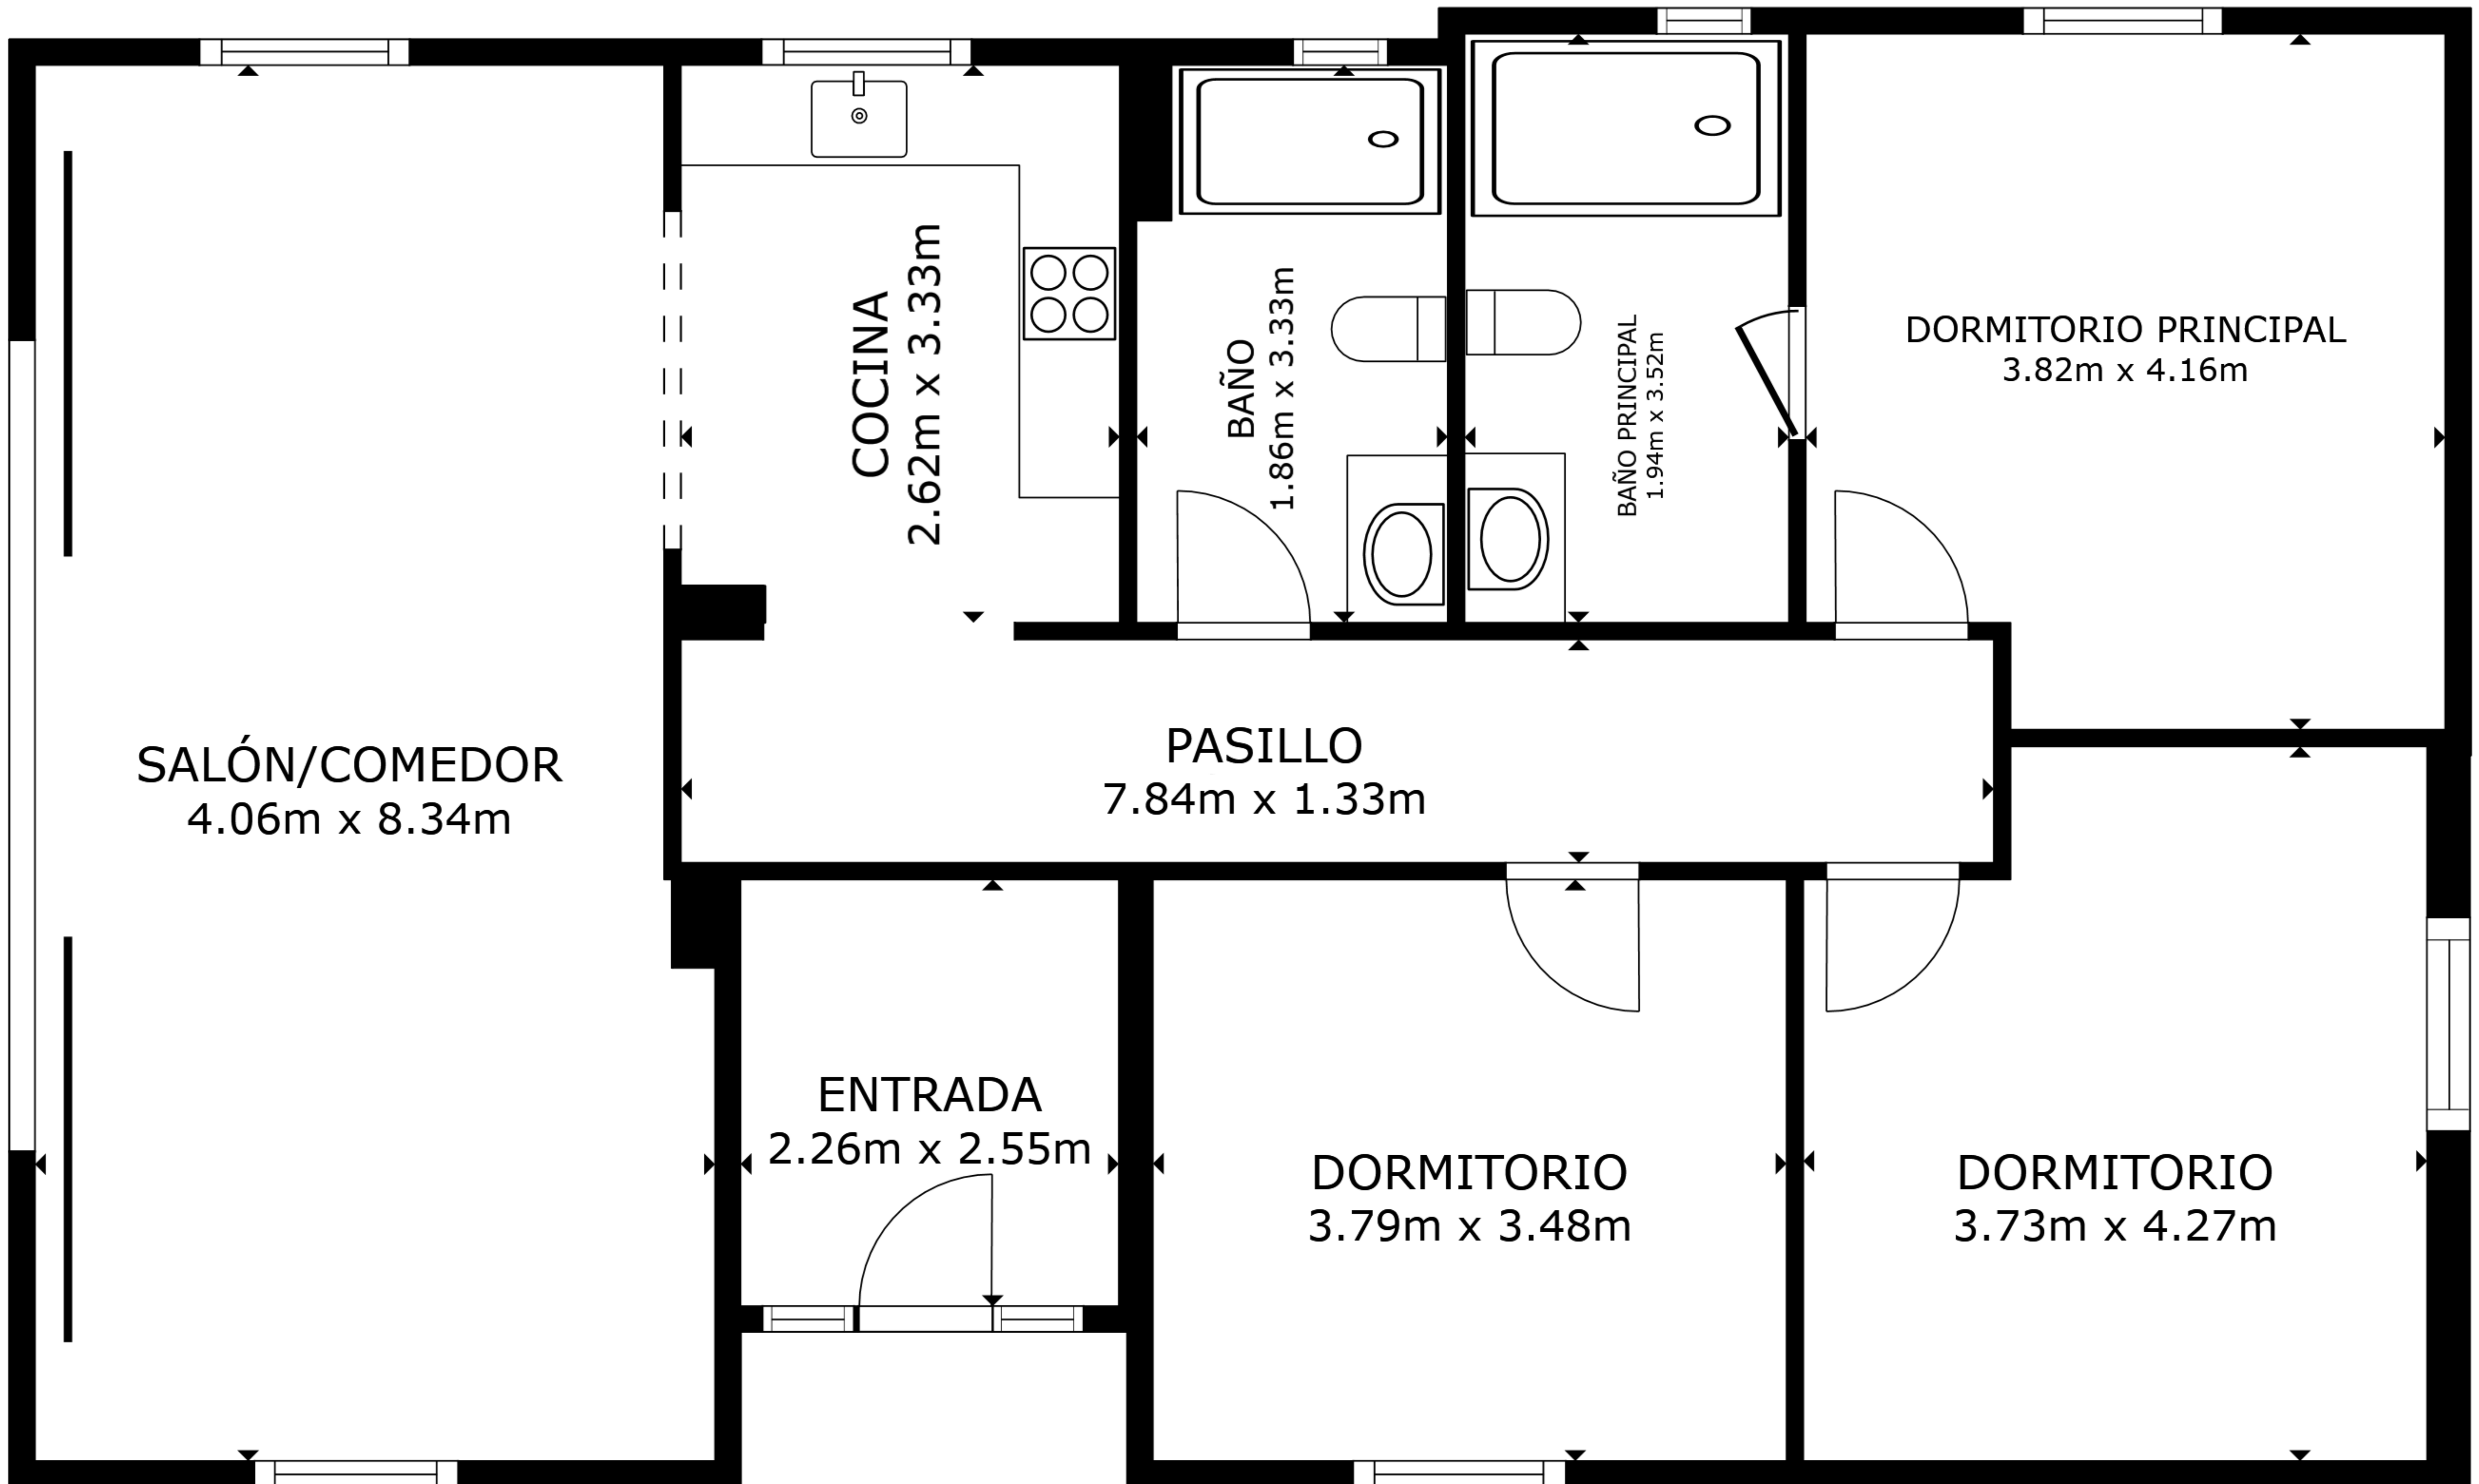 COCINA
2.62m x 3.33m
BAÑO
1.86m x 3.33m
BAÑO PRINCIPAL
1.94m x 3.52m
DORMITORIO PRINCIPAL
3.82m x 4.16m
SALÓN/COMEDOR
4.06m x 8.34m
PASILLO
7.84m x 1.33m
ENTRADA
2.26m x 2.55m
DORMITORIO
3.79m x 3.48m
DORMITORIO
3.73m x 4.27m